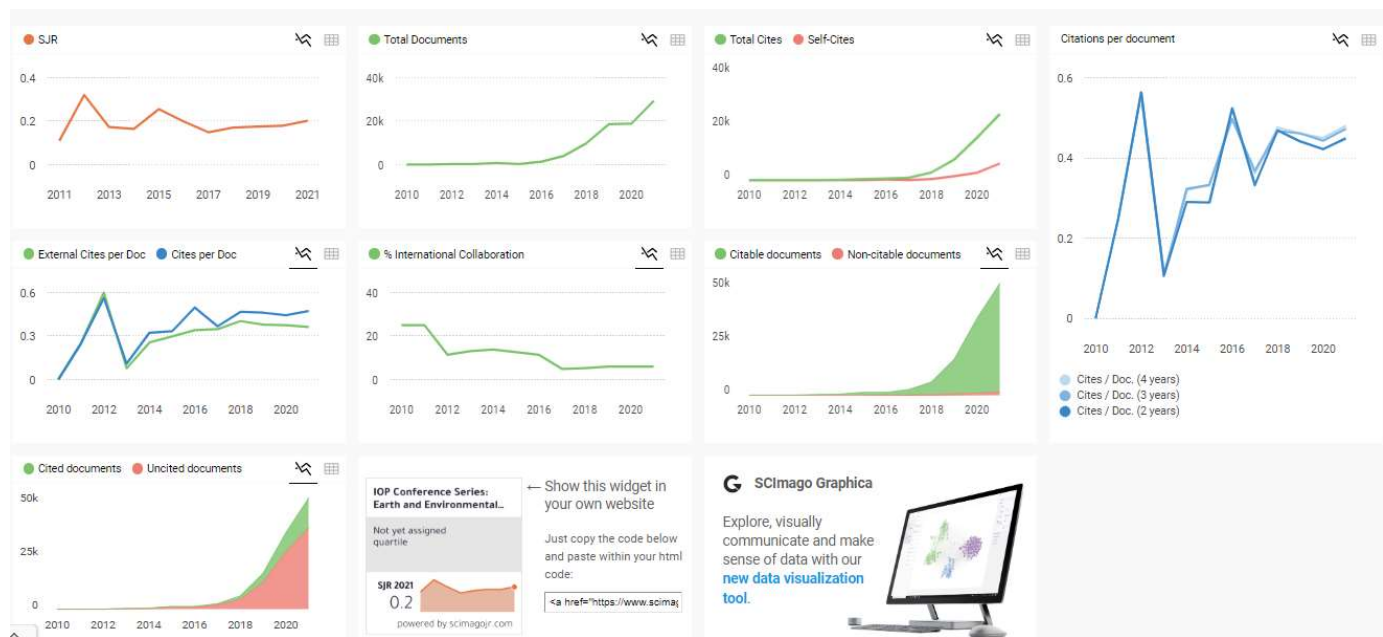 SJR
0.4
0.2
0
2011 2013 2015 2017 2019 2021
Total Documents
40k
20k
0
2010 2012 2014 2016 2018 2020
Total Cites Self-Cites
40k
20k
0
2010 2012 2014 2016 2018 2020
Citations per document
0.6
0.4
0.2
0
2010 2012 2014 2016 2018 2020
Cites / Doc. (4 years)
Cites / Doc. (3 years)
Cites / Doc. (2 years)
External Cites per Doc Cites per Doc
0.6
0.3
0
2010 2012 2014 2016 2018 2020
% International Collaboration
40
20
0
2010 2012 2014 2016 2018 2020
Citable documents Non-citable documents
50k
25k
0
2010 2012 2014 2016 2018 2020
Cited documents Uncited documents
50k
25k
0
2010 2012 2014 2016 2018 2020
IOP Conference Series:
Earth and Environmental...
Not yet assigned
quartile
SJR 2021
0.2
powered by scimagojr.com
← Show this widget in
your own website
Just copy the code below
and paste within your html
code:
<a href="https://www.scimag
SCImago Graphica
Explore, visually
communicate and make
sense of data with our
new data visualization
tool.